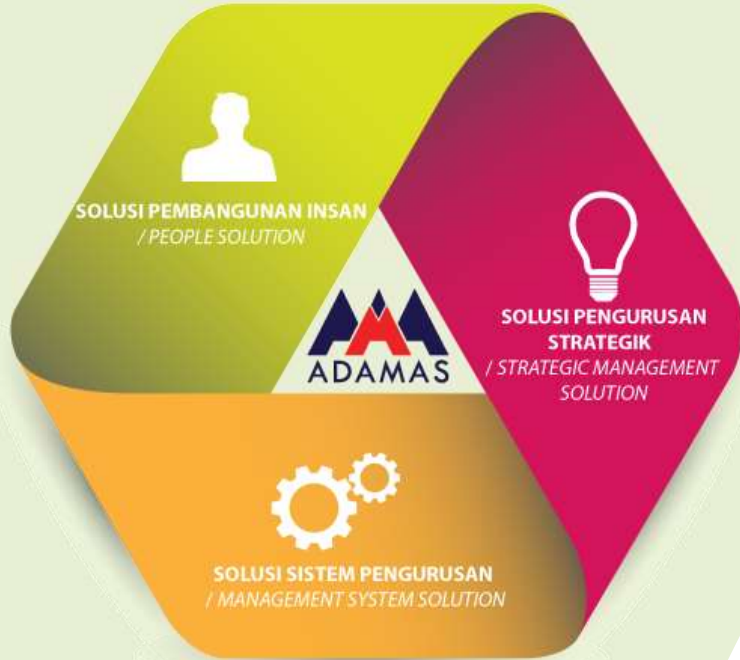 SOLUSI PEMBANGUNAN INSAN
/ PEOPLE SOLUTION
SOLUSI PENGURUSAN
STRATEGIK
/ STRATEGIC MANAGEMENT
SOLUTION
ADAMAS
SOLUSI SISTEM PENGURUSAN
/ MANAGEMENT SYSTEM SOLUTION